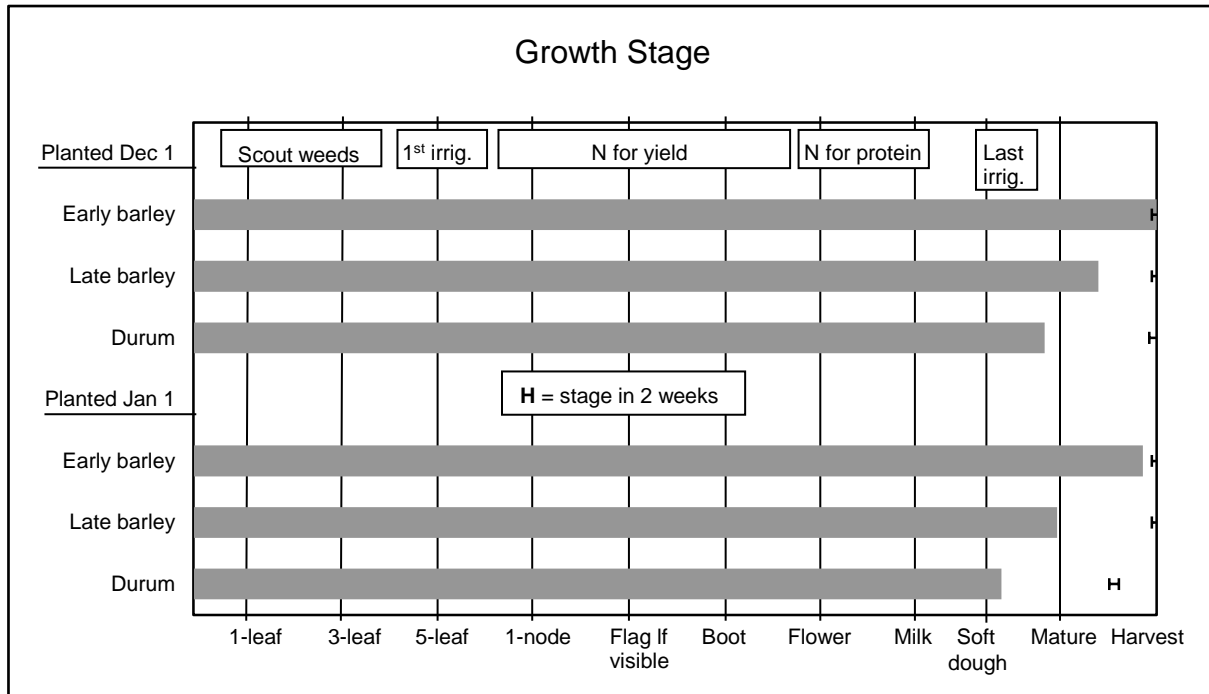 Growth Stage
Planted Dec 1
Scout weeds
1st irrig.
N for yield
N for protein
Last
irrig.
Early barley
Late barley
Durum
Planted Jan 1
H = stage in 2 weeks
Early barley
Late barley
Durum
1-leaf
3-leaf
5-leaf
1-node
Flag lf
visible
Boot
Flower
Milk
Soft
dough
Mature
Harvest